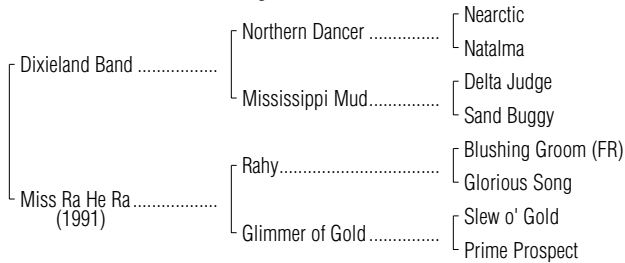 Nearctic
Northern Dancer ................
Natalma
Dixieland Band ..................
Delta Judge
Mississippi Mud................
Sand Buggy
Blushing Groom (FR)
Rahy....................................
Glorious Song
Miss Ra He Ra...................
(1991)
Slew o' Gold
Glimmer of Gold................
Prime Prospect